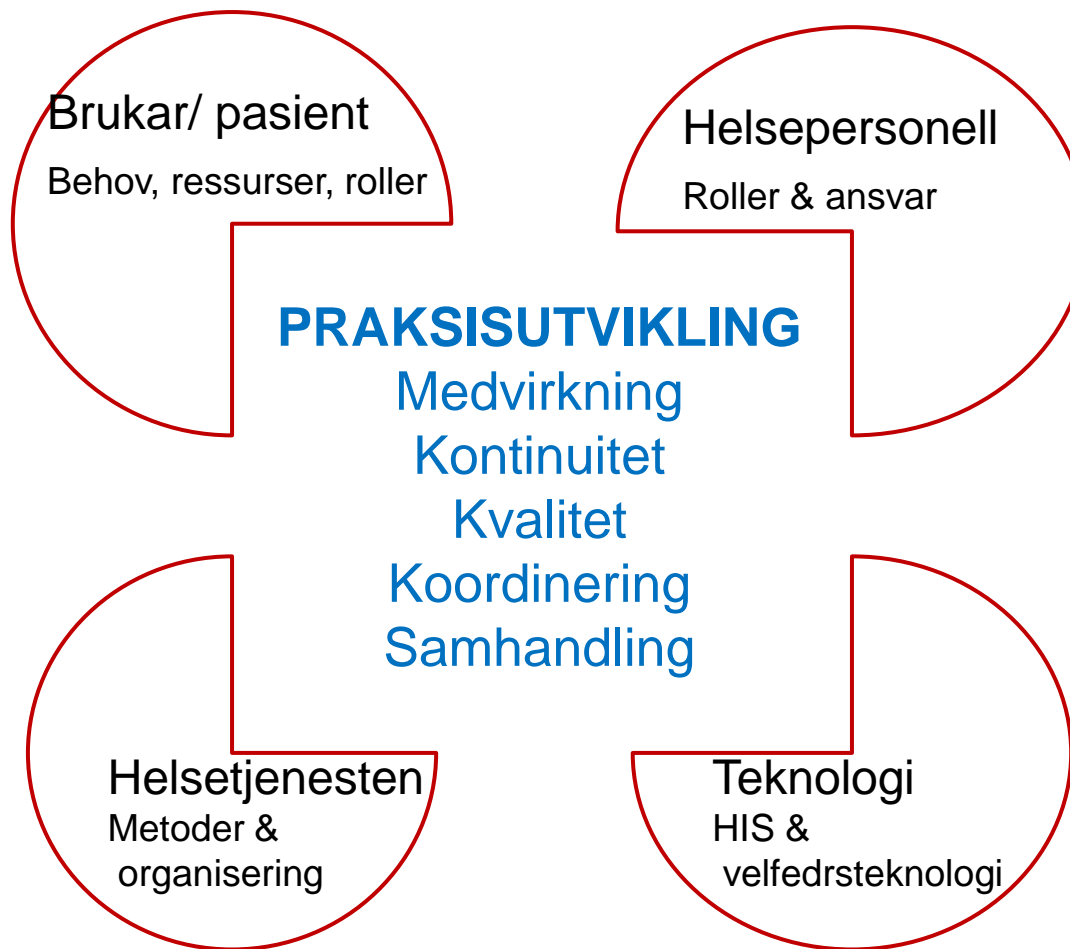 Brukar/ pasient
Behov, ressurser, roller
Helsepersonell
Roller & ansvar
PRAKSISUTVIKLING
Medvirkning
Kontinuitet
Kvalitet
Koordinering
Samhandling
Helsetjenesten
Metoder &
organisering
Teknologi
HIS &
velfedrsteknologi